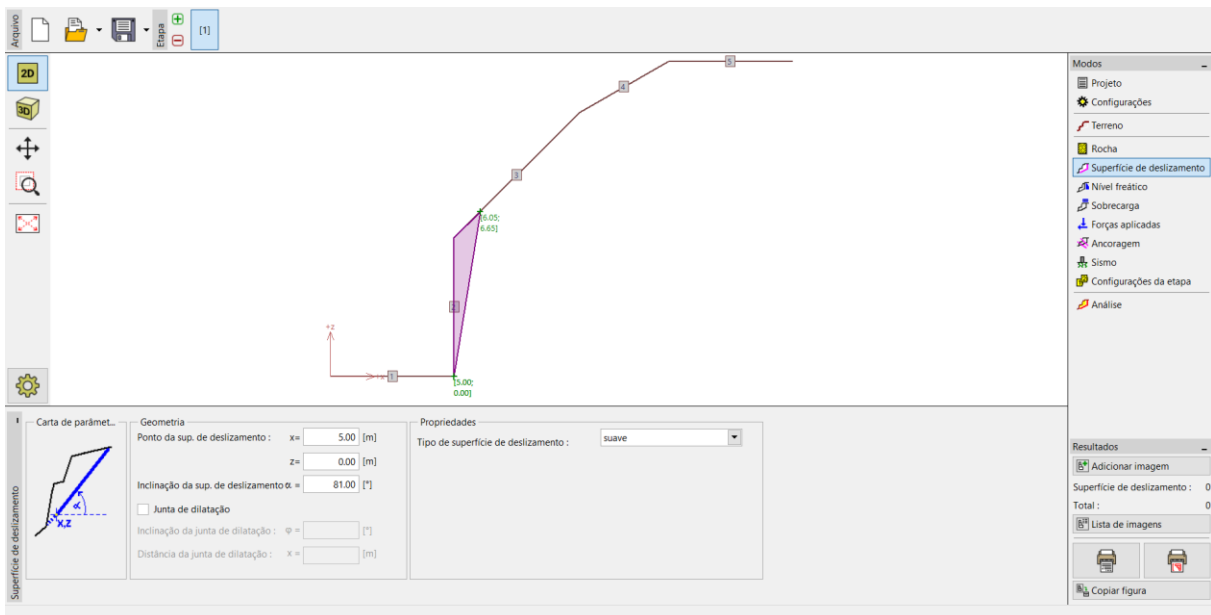 Arquivo
Etapa
[1]
2D
3D
5
4
3
[6.05;
6.65]
2
+z
+x
1
[5.00;
0.00]
Modos
Projeto
Configurações
Terreno
Rocha
Superfície de deslizamento
Nível freático
Sobrecarga
Forças aplicadas
Ancoragem
Sismo
Configurações da etapa
Análise
Superfície de deslizamento
Carta de parâmet...
α
x,z
Geometria
Ponto da sup. de deslizamento : x= 5.00 [m]
z= 0.00 [m]
Inclinação da sup. de deslizamento α = 81.00 [°]
Junta de dilatação
Inclinação da junta de dilatação : φ = [°]
Distância da junta de dilatação : x = [m]
Propriedades
Tipo de superfície de deslizamento : suave
Resultados
Adicionar imagem
Superfície de deslizamento : 0
Total : 0
Lista de imagens
Copiar figura